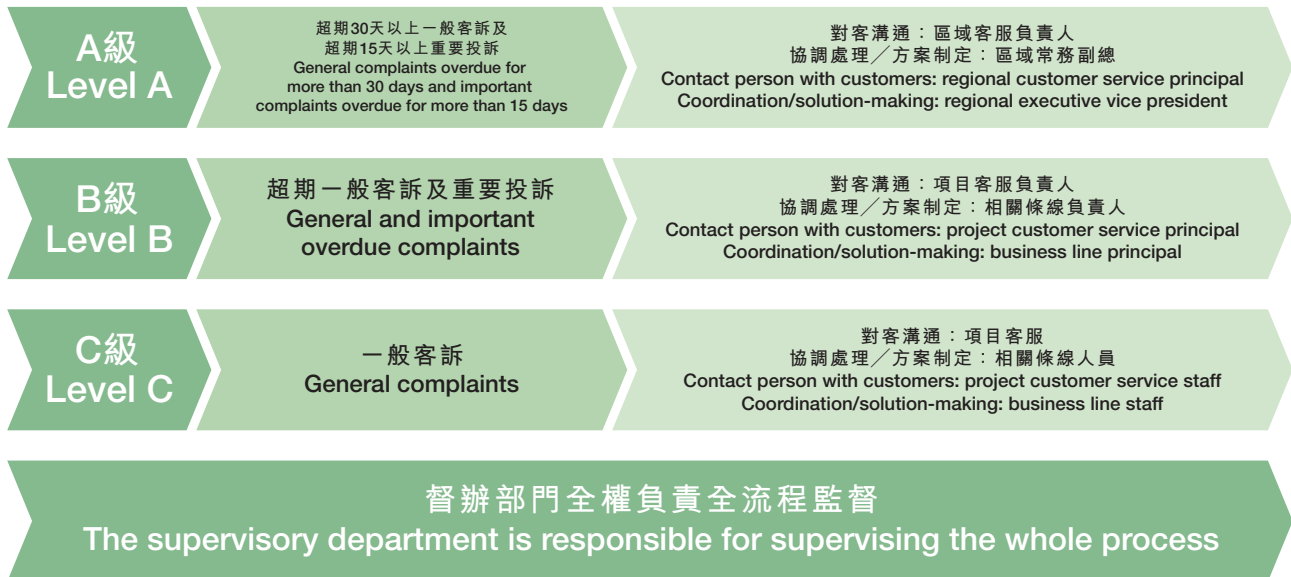 A級
Level A
超期30天以上一般客訴及
超期15天以上重要投訴
General complaints overdue for
more than 30 days and important
complaints overdue for more than 15 days
對客溝通：區域客服負責人
協調處理／方案制定：區域常務副總
Contact person with customers: regional customer service principal
Coordination/solution-making: regional executive vice president
B級
Level B
超期一般客訴及重要投訴
General and important
overdue complaints
對客溝通：項目客服負責人
協調處理／方案制定：相關條線負責人
Contact person with customers: project customer service principal
Coordination/solution-making: business line principal
C級
Level C
一般客訴
General complaints
對客溝通：項目客服
協調處理／方案制定：相關條線人員
Contact person with customers: project customer service staff
Coordination/solution-making: business line staff
督辦部門全權負責全流程監督
The supervisory department is responsible for supervising the whole process